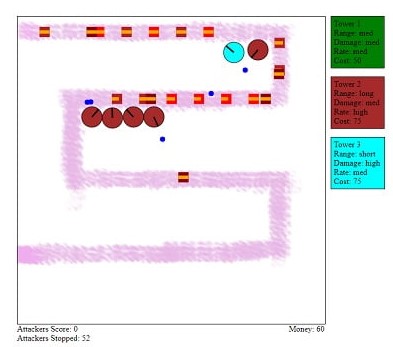 Tower 1
Range: med
Damage: med
Rate: med
Cost: 50
Tower 2
Range: long
Damage: med
Rate: high
Cost: 75
Tower 3
Range: short
Damage: high
Rate: med
Cost: 75
Attackers Score: 0
Money: 60
Attackers Stopped: 52